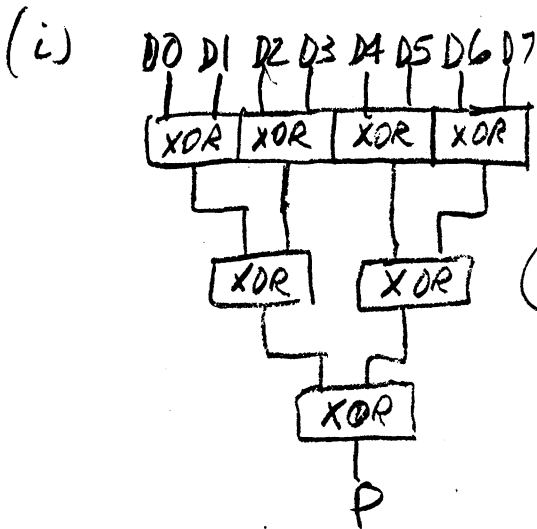 (i) D0 D1 D2 D3 D4 D5 D6 D7
XOR XOR XOR XOR
XOR XOR
XOR
P